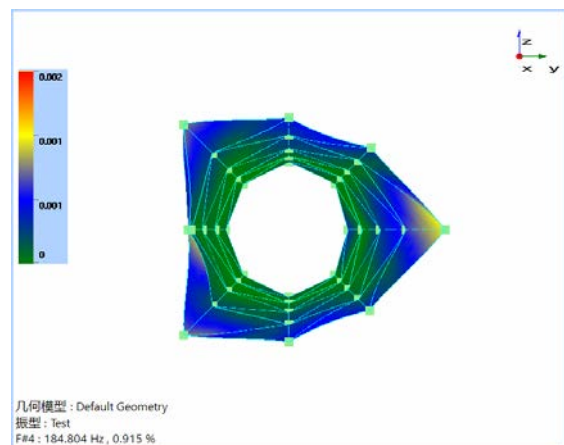 Z
X Y
0.002
0.001
0.001
0
几何模型 : Default Geometry
振型 : Test
F#4 : 184.804 Hz , 0.915 %